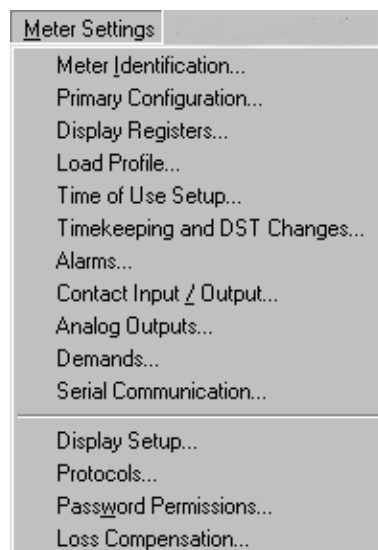 Meter Settings
Meter Identification...
Primary Configuration...
Display Registers...
Load Profile...
Time of Use Setup...
Timekeeping and DST Changes...
Alarms...
Contact Input / Output...
Analog Outputs...
Demands...
Serial Communication...
Display Setup...
Protocols...
Password Permissions...
Loss Compensation...